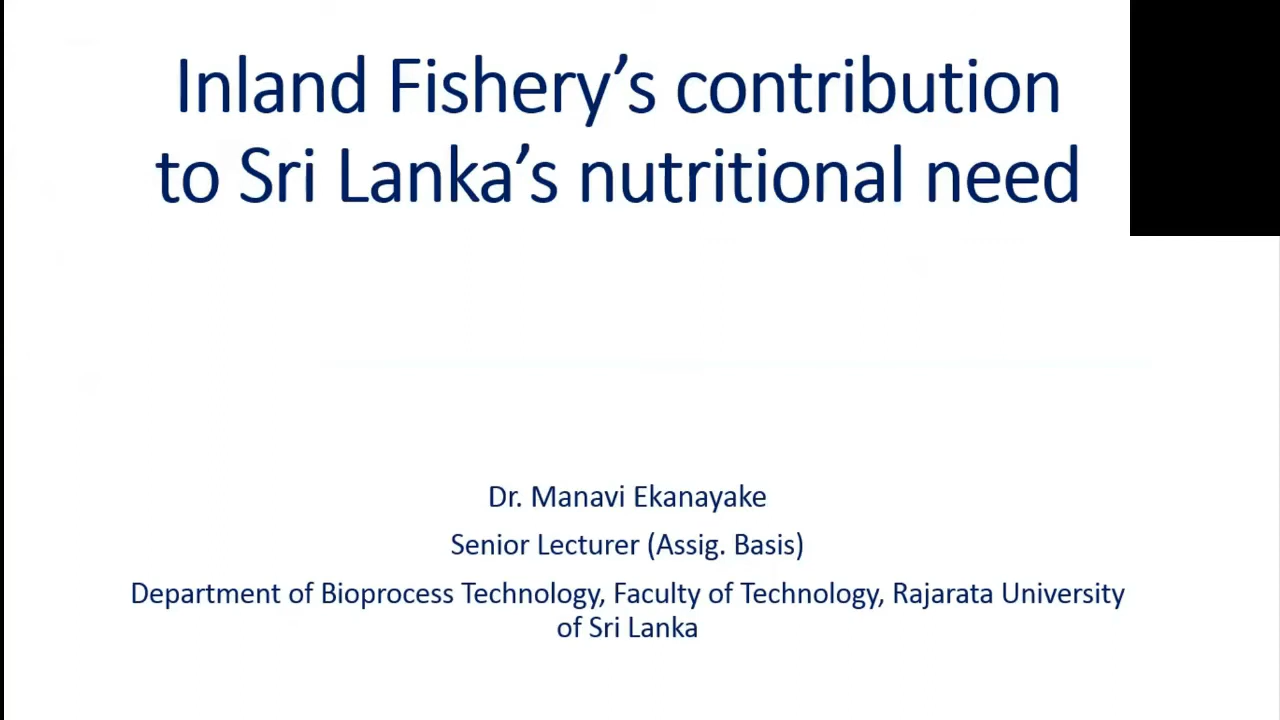 Inland Fishery’s contribution
to Sri Lanka’s nutritional need
Dr. Manavi Ekanayake
Senior Lecturer (Assig. Basis)
Department of Bioprocess Technology, Faculty of Technology, Rajarata University
of Sri Lanka